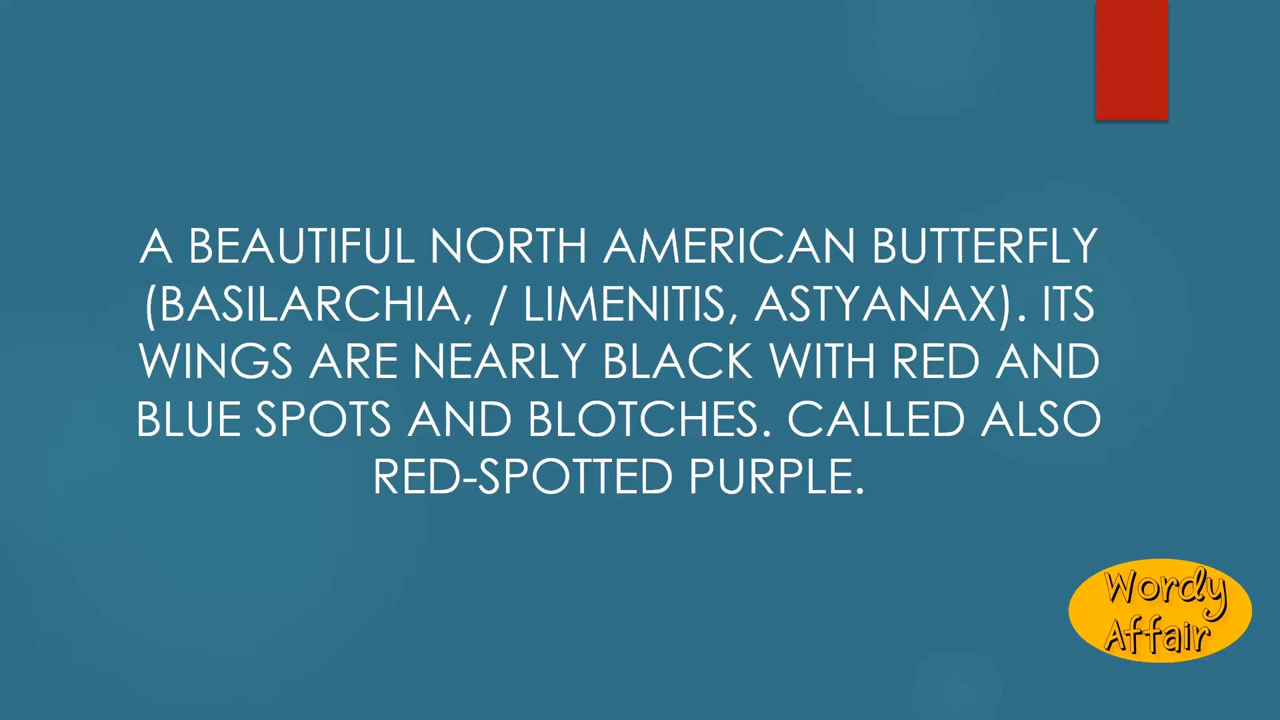 A BEAUTIFUL NORTH AMERICAN BUTTERFLY
(BASILARCHIA, / LIMENITIS, ASTYANAX). ITS
WINGS ARE NEARLY BLACK WITH RED AND
BLUE SPOTS AND BLOTCHES. CALLED ALSO
RED-SPOTTED PURPLE.
Wordy
Affair